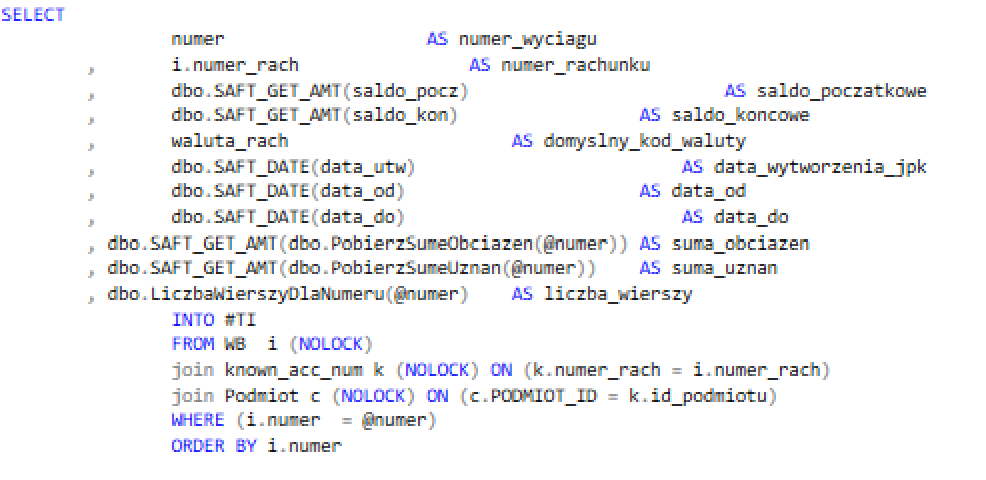 SELECT
numer AS numer_wyciagu
, i.numer_rach AS numer_rachunku
, dbo.SAFT_GET_AMT(saldo_pocz) AS saldo_poczatkowe
, dbo.SAFT_GET_AMT(saldo_kon) AS saldo_koncowe
, waluta_rach AS domyslny_kod_waluty
, dbo.SAFT_DATE(data_utw) AS data_wytworzenia_jpk
, dbo.SAFT_DATE(data_od) AS data_od
, dbo.SAFT_DATE(data_do) AS data_do
, dbo.SAFT_GET_AMT(dbo.PobierzSumeObciazen(@numer)) AS suma_obciazen
, dbo.SAFT_GET_AMT(dbo.PobierzSumeUznan(@numer)) AS suma_uznan
, dbo.LiczbaWierszyDlaNumeru(@numer) AS liczba_wierszy
INTO #TI
FROM WB i (NOLOCK)
join known_acc_num k (NOLOCK) ON (k.numer_rach = i.numer_rach)
join Podmiot c (NOLOCK) ON (c.PODMIOT_ID = k.id_podmiotu)
WHERE (i.numer = @numer)
ORDER BY i.numer